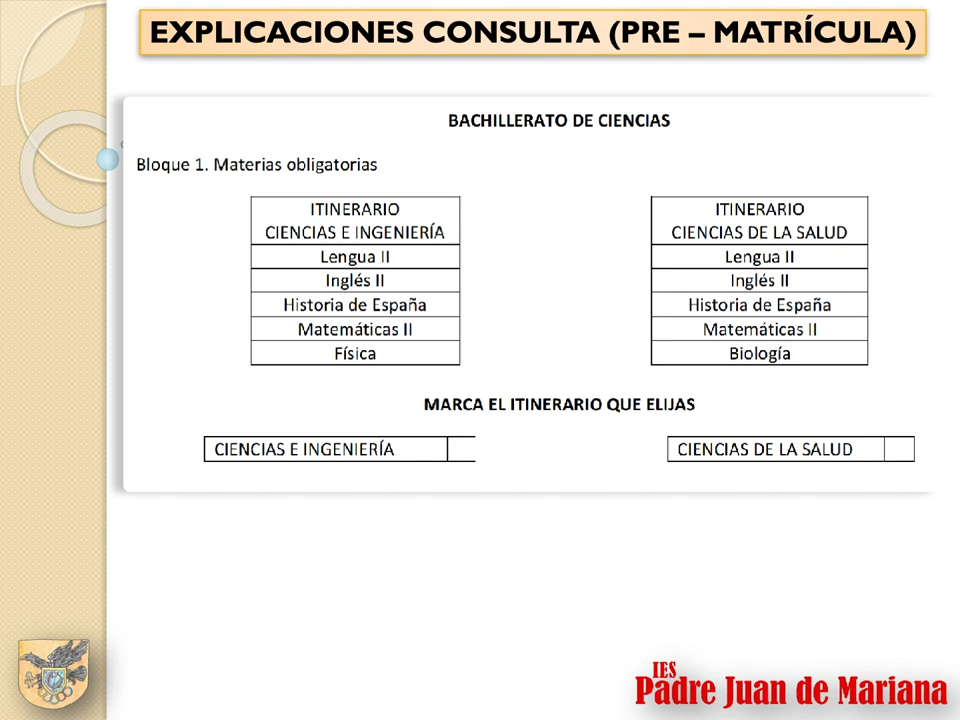 EXPLICACIONES CONSULTA (PRE – MATRÍCULA)
BACHILLERATO DE CIENCIAS
Bloque 1. Materias obligatorias
ITINERARIO
CIENCIAS E INGENIERÍA
Lengua II
Inglés II
Historia de España
Matemáticas II
Física
ITINERARIO
CIENCIAS DE LA SALUD
Lengua II
Inglés II
Historia de España
Matemáticas II
Biología
MARCA EL ITINERARIO QUE ELIJAS
CIENCIAS E INGENIERÍA
CIENCIAS DE LA SALUD
IES
Padre Juan de Mariana